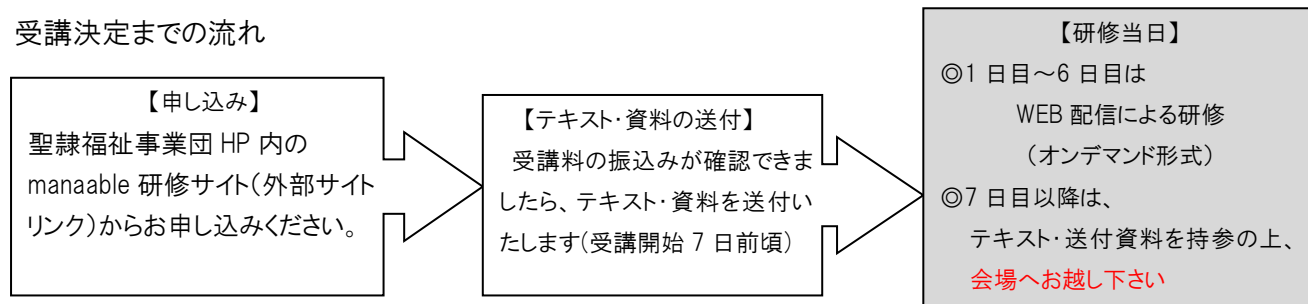 受講決定までの流れ
【申し込み】
聖隷福祉事業団 HP 内の
manaable 研修サイト(外部サイト
リンク)からお申し込みください。
【テキスト・資料の送付】
受講料の振込みが確認できま
したら、テキスト・資料を送付い
たします(受講開始 7 日前頃)
【研修当日】
◎1 日目～6 日目は
WEB 配信による研修
(オンデマンド形式)
◎7 日目以降は、
テキスト・送付資料を持参の上、
会場へお越し下さい